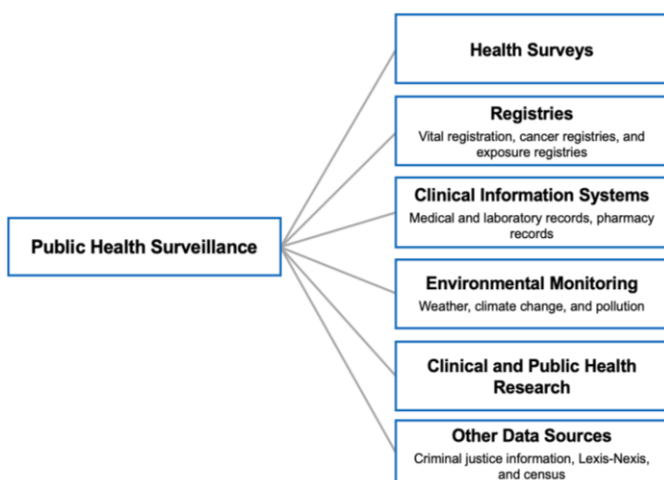 Health Surveys
Registries
Vital registration, cancer registries, and
exposure registries
Clinical Information Systems
Medical and laboratory records, pharmacy
records
Public Health Surveillance
Environmental Monitoring
Weather, climate change, and pollution
Clinical and Public Health
Research
Other Data Sources
Criminal justice information, Lexis-Nexis,
and census